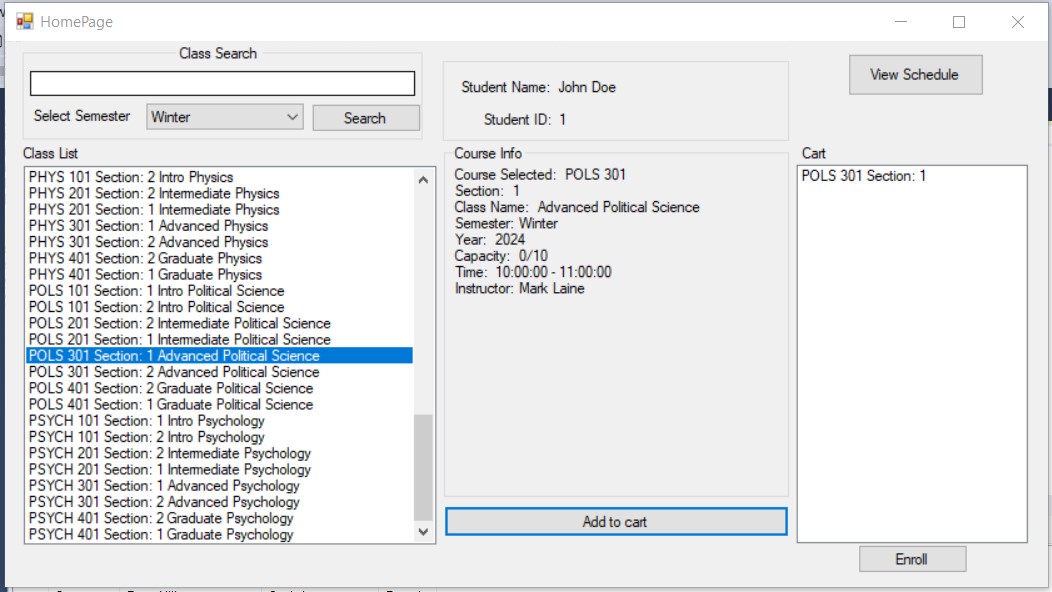 HomePage
Class Search
Select Semester Winter Search
Student Name: John Doe
Student ID: 1
View Schedule
Class List
PHYS 101 Section: 2 Intro Physics
PHYS 201 Section: 2 Intermediate Physics
PHYS 201 Section: 1 Intermediate Physics
PHYS 301 Section: 1 Advanced Physics
PHYS 301 Section: 2 Advanced Physics
PHYS 401 Section: 2 Graduate Physics
PHYS 401 Section: 1 Graduate Physics
POLS 101 Section: 1 Intro Political Science
POLS 101 Section: 2 Intro Political Science
POLS 201 Section: 2 Intermediate Political Science
POLS 201 Section: 1 Intermediate Political Science
POLS 301 Section: 1 Advanced Political Science
POLS 301 Section: 2 Advanced Political Science
POLS 401 Section: 2 Graduate Political Science
POLS 401 Section: 1 Graduate Political Science
PSYCH 101 Section: 1 Intro Psychology
PSYCH 101 Section: 2 Intro Psychology
PSYCH 201 Section: 2 Intermediate Psychology
PSYCH 201 Section: 1 Intermediate Psychology
PSYCH 301 Section: 1 Advanced Psychology
PSYCH 301 Section: 2 Advanced Psychology
PSYCH 401 Section: 2 Graduate Psychology
PSYCH 401 Section: 1 Graduate Psychology
Course Info
Course Selected: POLS 301
Section: 1
Class Name: Advanced Political Science
Semester: Winter
Year: 2024
Capacity: 0/10
Time: 10:00:00 - 11:00:00
Instructor: Mark Laine
Add to cart
Cart
POLS 301 Section: 1
Enroll